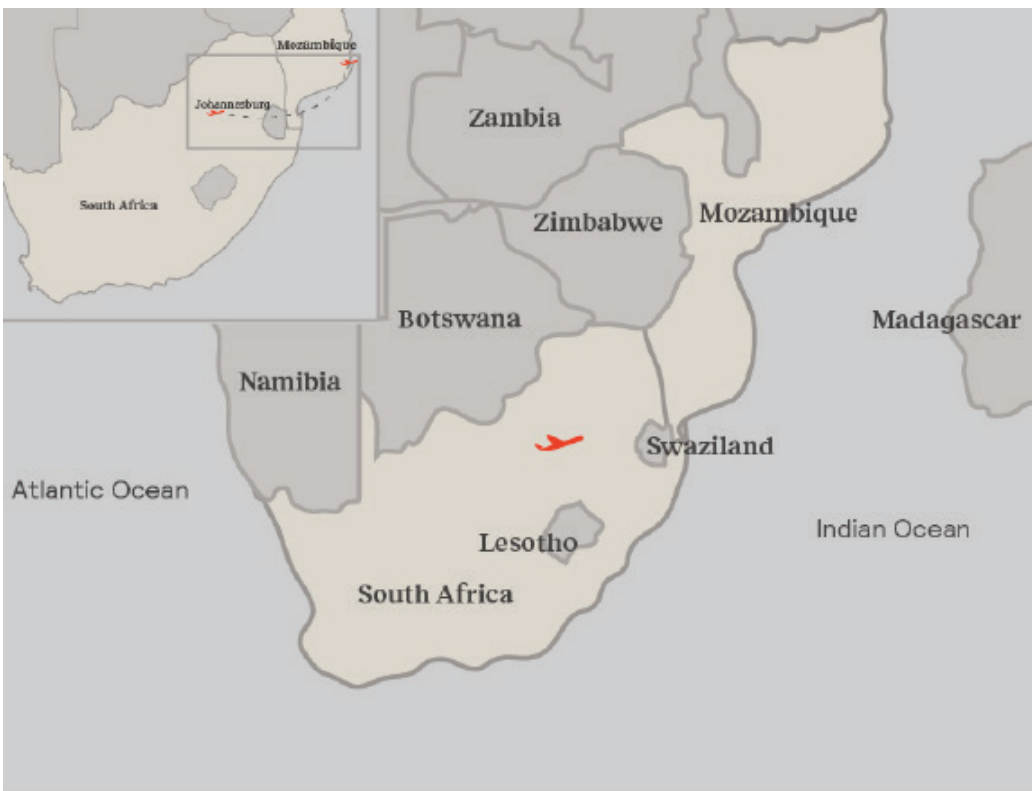 Mozambique
Johannesburg
South Africa
Zambia
Zimbabwe
Mozambique
Botswana
Madagascar
Namibia
Swaziland
Atlantic Ocean
Indian Ocean
Lesotho
South Africa